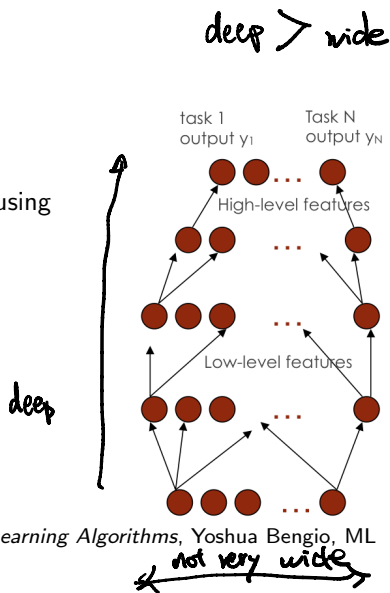 deep > wide
task 1
output y₁
Task N
output yN
using
High-level features
Low-level features
deep
earning Algorithms, Yoshua Bengio, ML
not very wide